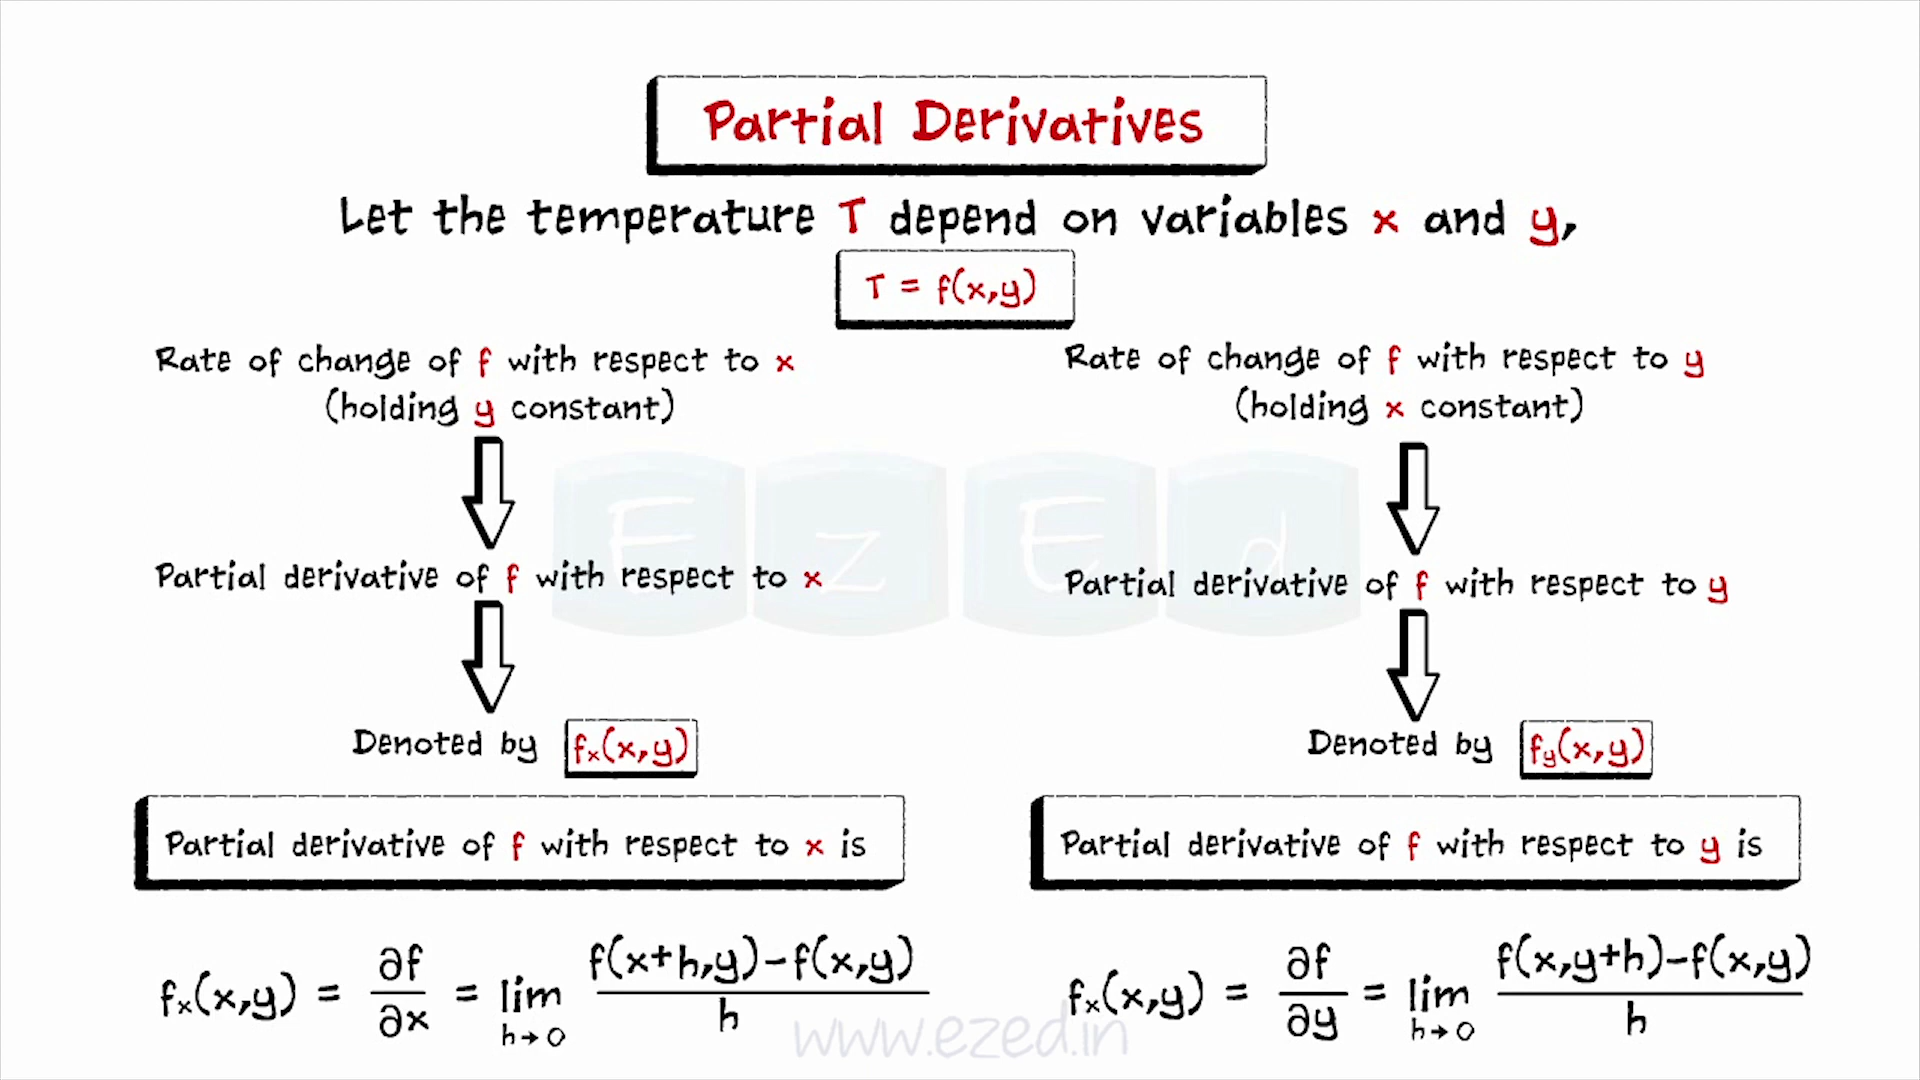 Partial Derivatives
Let the temperature T depend on variables x and y,
T = f(x,y)
Rate of change of f with respect to x
(holding y constant)
Partial derivative of f with respect to x
Denoted by fₓ(x,y)
Partial derivative of f with respect to x is
fₓ(x,y) = ∂f/∂x = lim h→0 f(x+h,y)-f(x,y)/h
Rate of change of f with respect to y
(holding x constant)
Partial derivative of f with respect to y
Denoted by f_y(x,y)
Partial derivative of f with respect to y is
fₓ(x,y) = ∂f/∂y = lim h→0 f(x,y+h)-f(x,y)/h
EzEd
www.ezed.in